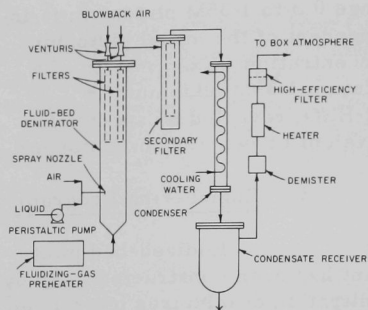 BLOWBACK AIR
VENTURIS
FILTERS
FLUID-BED
DENITRATOR
SPRAY NOZZLE
AIR
LIQUID
PERISTALTIC PUMP
FLUIDIZING-GAS
PREHEATER
SECONDARY
FILTER
COOLING
WATER
CONDENSER
TO BOX ATMOSPHERE
HIGH-EFFICIENCY
FILTER
HEATER
DEMISTER
CONDENSATE RECEIVER